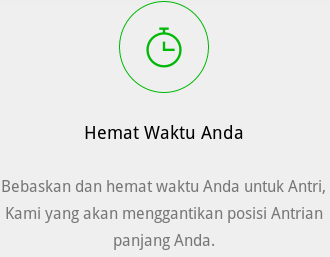 Hemat Waktu Anda
Bebaskan dan hemat waktu Anda untuk Antri,
Kami yang akan menggantikan posisi Antrian
panjang Anda.